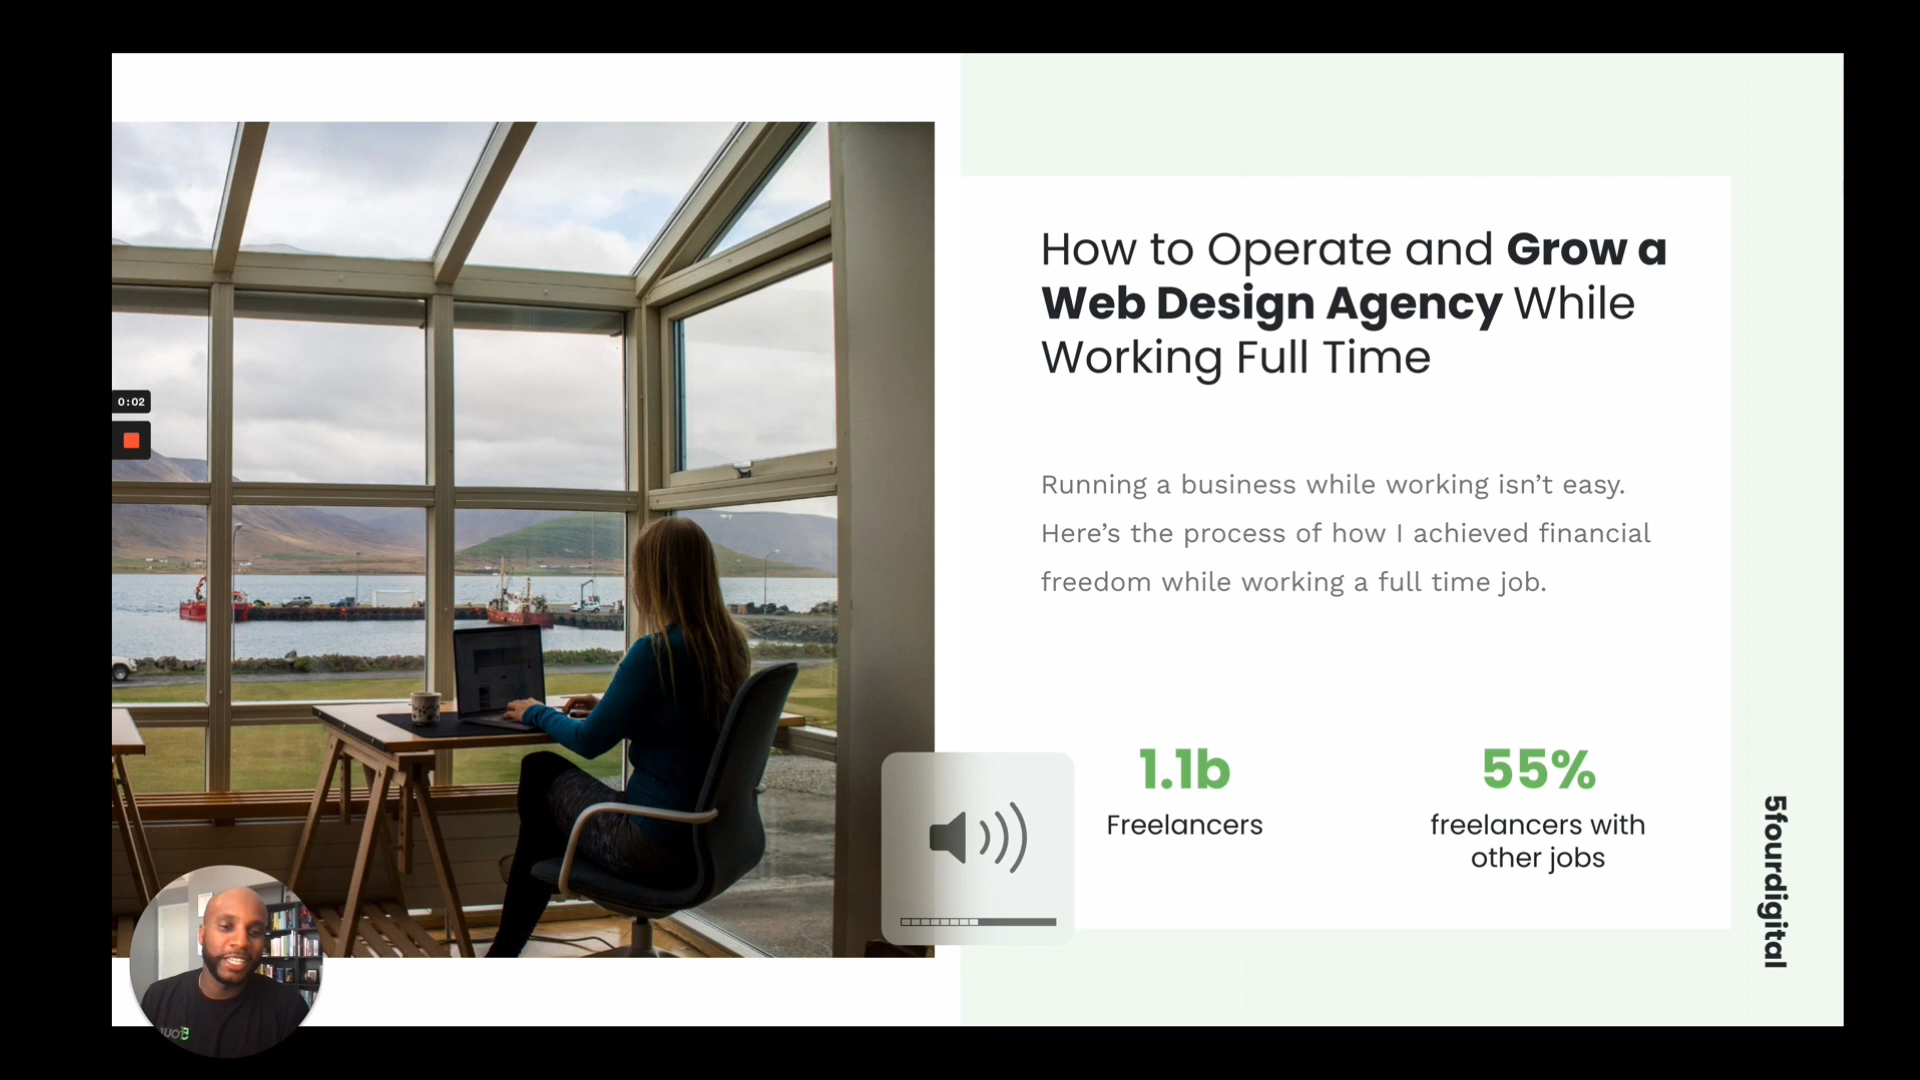 0:02
How to Operate and Grow a
Web Design Agency While
Working Full Time
Running a business while working isn’t easy.
Here’s the process of how I achieved financial
freedom while working a full time job.
1.1b
Freelancers
55%
freelancers with
other jobs
5fourdigital